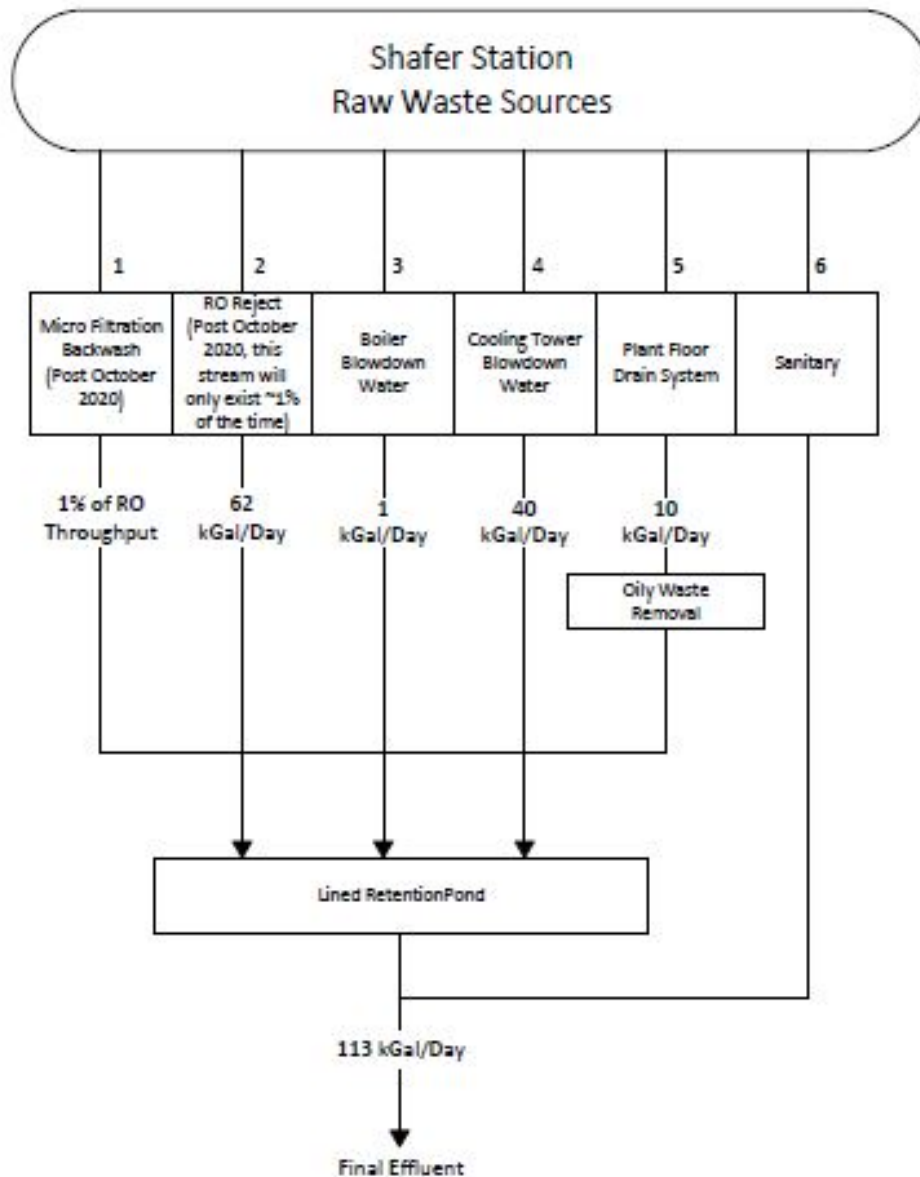 Shafer Station
Raw Waste Sources
1
2
3
4
5
6
Micro Filtration
Backwash
(Post October
2020)
RO Reject
(Post October
2020, this
stream will
only exist ~1%
of the time)
Boiler
Blowdown
Water
Cooling Tower
Blowdown
Water
Plant Floor
Drain System
Sanitary
1% of RO
Throughput
62
kGal/Day
1
kGal/Day
40
kGal/Day
10
kGal/Day
Oily Waste
Removal
Lined RetentionPond
113 kGal/Day
Final Effluent